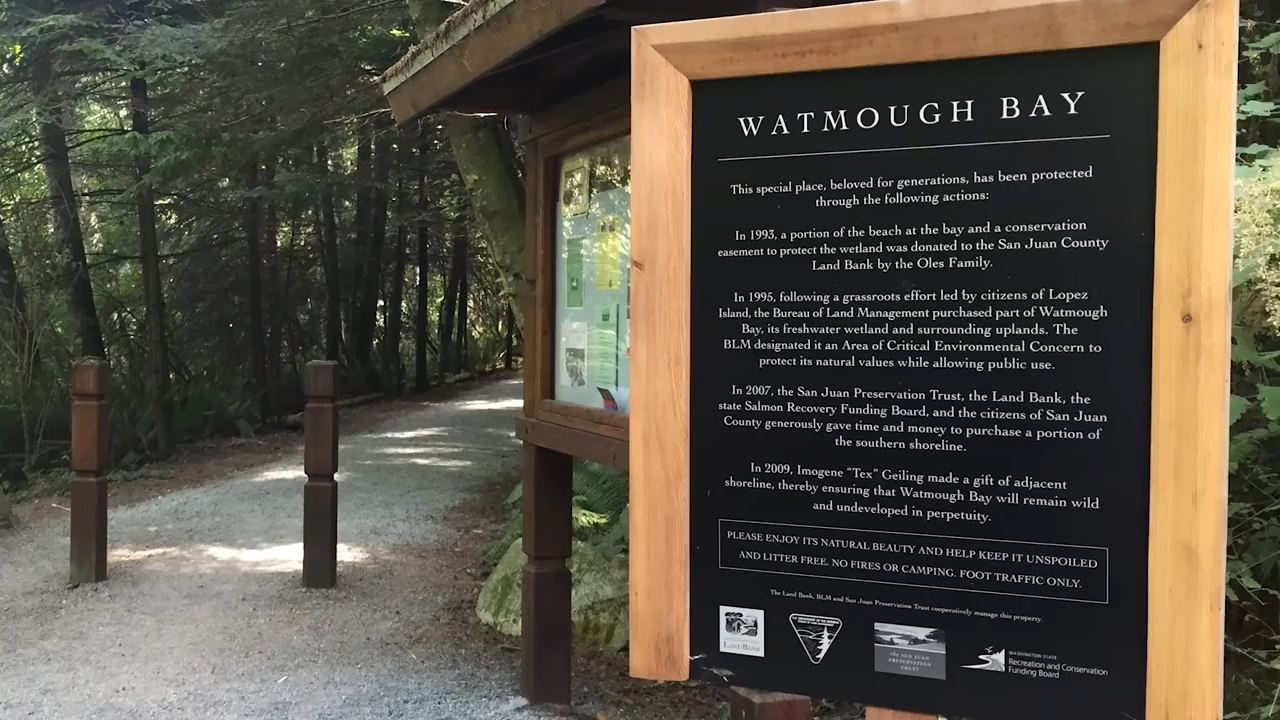 WATMOUGH BAY
This special place, beloved for generations, has been protected
through the following actions:
In 1993, a portion of the beach at the bay and a conservation
easement to protect the wetland was donated to the San Juan County
Land Bank by the Oles Family.
In 1995, following a grassroots effort led by citizens of Lopez
Island, the Bureau of Land Management purchased part of Watmough
Bay, its freshwater wetland and surrounding uplands. The
BLM designated it an Area of Critical Environmental Concern to
protect its natural values while allowing public use.
In 2007, the San Juan Preservation Trust, the Land Bank, the
state Salmon Recovery Funding Board, and the citizens of San Juan
County generously gave time and money to purchase a portion of
the southern shoreline.
In 2009, Imogene “Tex” Geiling made a gift of adjacent
shoreline, thereby ensuring that Watmough Bay will remain wild
and undeveloped in perpetuity.
PLEASE ENJOY ITS NATURAL BEAUTY AND HELP KEEP IT UNSPOILED
AND LITTER FREE. NO FIRES OR CAMPING. FOOT TRAFFIC ONLY.
The Land Bank, BLM and San Juan Preservation Trust cooperatively manage this property.
LAND BANK
the SAN JUAN
PRESERVATION
TRUST
WASHINGTON STATE
Recreation and Conservation
Funding Board